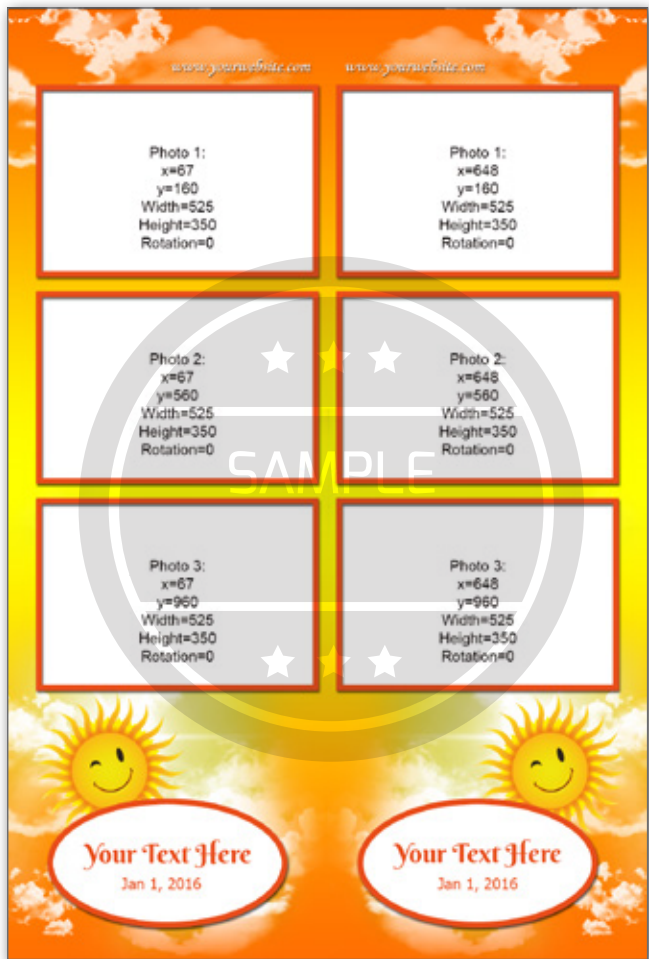 www.yourwebsite.com www.yourwebsite.com
Photo 1:
x=67
y=160
Width=525
Height=350
Rotation=0
Photo 1:
x=648
y=160
Width=525
Height=350
Rotation=0
Photo 2:
x=67
y=560
Width=525
Height=350
Rotation=0
Photo 2:
x=648
y=560
Width=525
Height=350
Rotation=0
SAMPLE
Photo 3:
x=67
y=960
Width=525
Height=350
Rotation=0
Photo 3:
x=648
y=960
Width=525
Height=350
Rotation=0
Your Text Here
Jan 1, 2016
Your Text Here
Jan 1, 2016